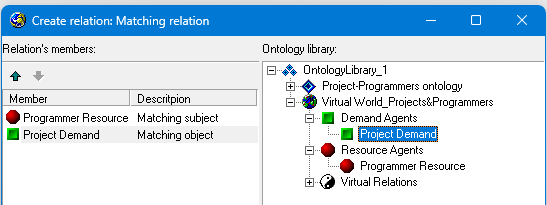 Create relation: Matching relation
Relation's members:
Member Descritpion
Programmer Resource Matching subject
Project Demand Matching object
Ontology library:
OntologyLibrary_1
Project-Programmers ontology
Virtual World_Projects&Programmers
Demand Agents
Project Demand
Resource Agents
Programmer Resource
Virtual Relations